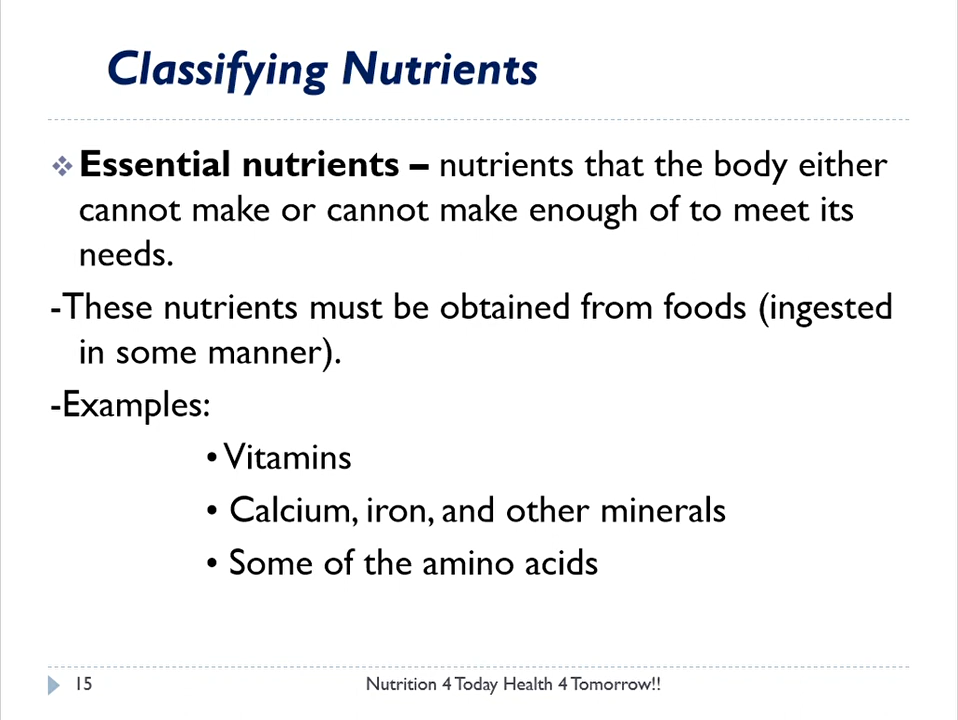 Classifying Nutrients
❖ Essential nutrients – nutrients that the body either
cannot make or cannot make enough of to meet its
needs.
-These nutrients must be obtained from foods (ingested
in some manner).
-Examples:
• Vitamins
• Calcium, iron, and other minerals
• Some of the amino acids
15
Nutrition 4 Today Health 4 Tomorrow!!